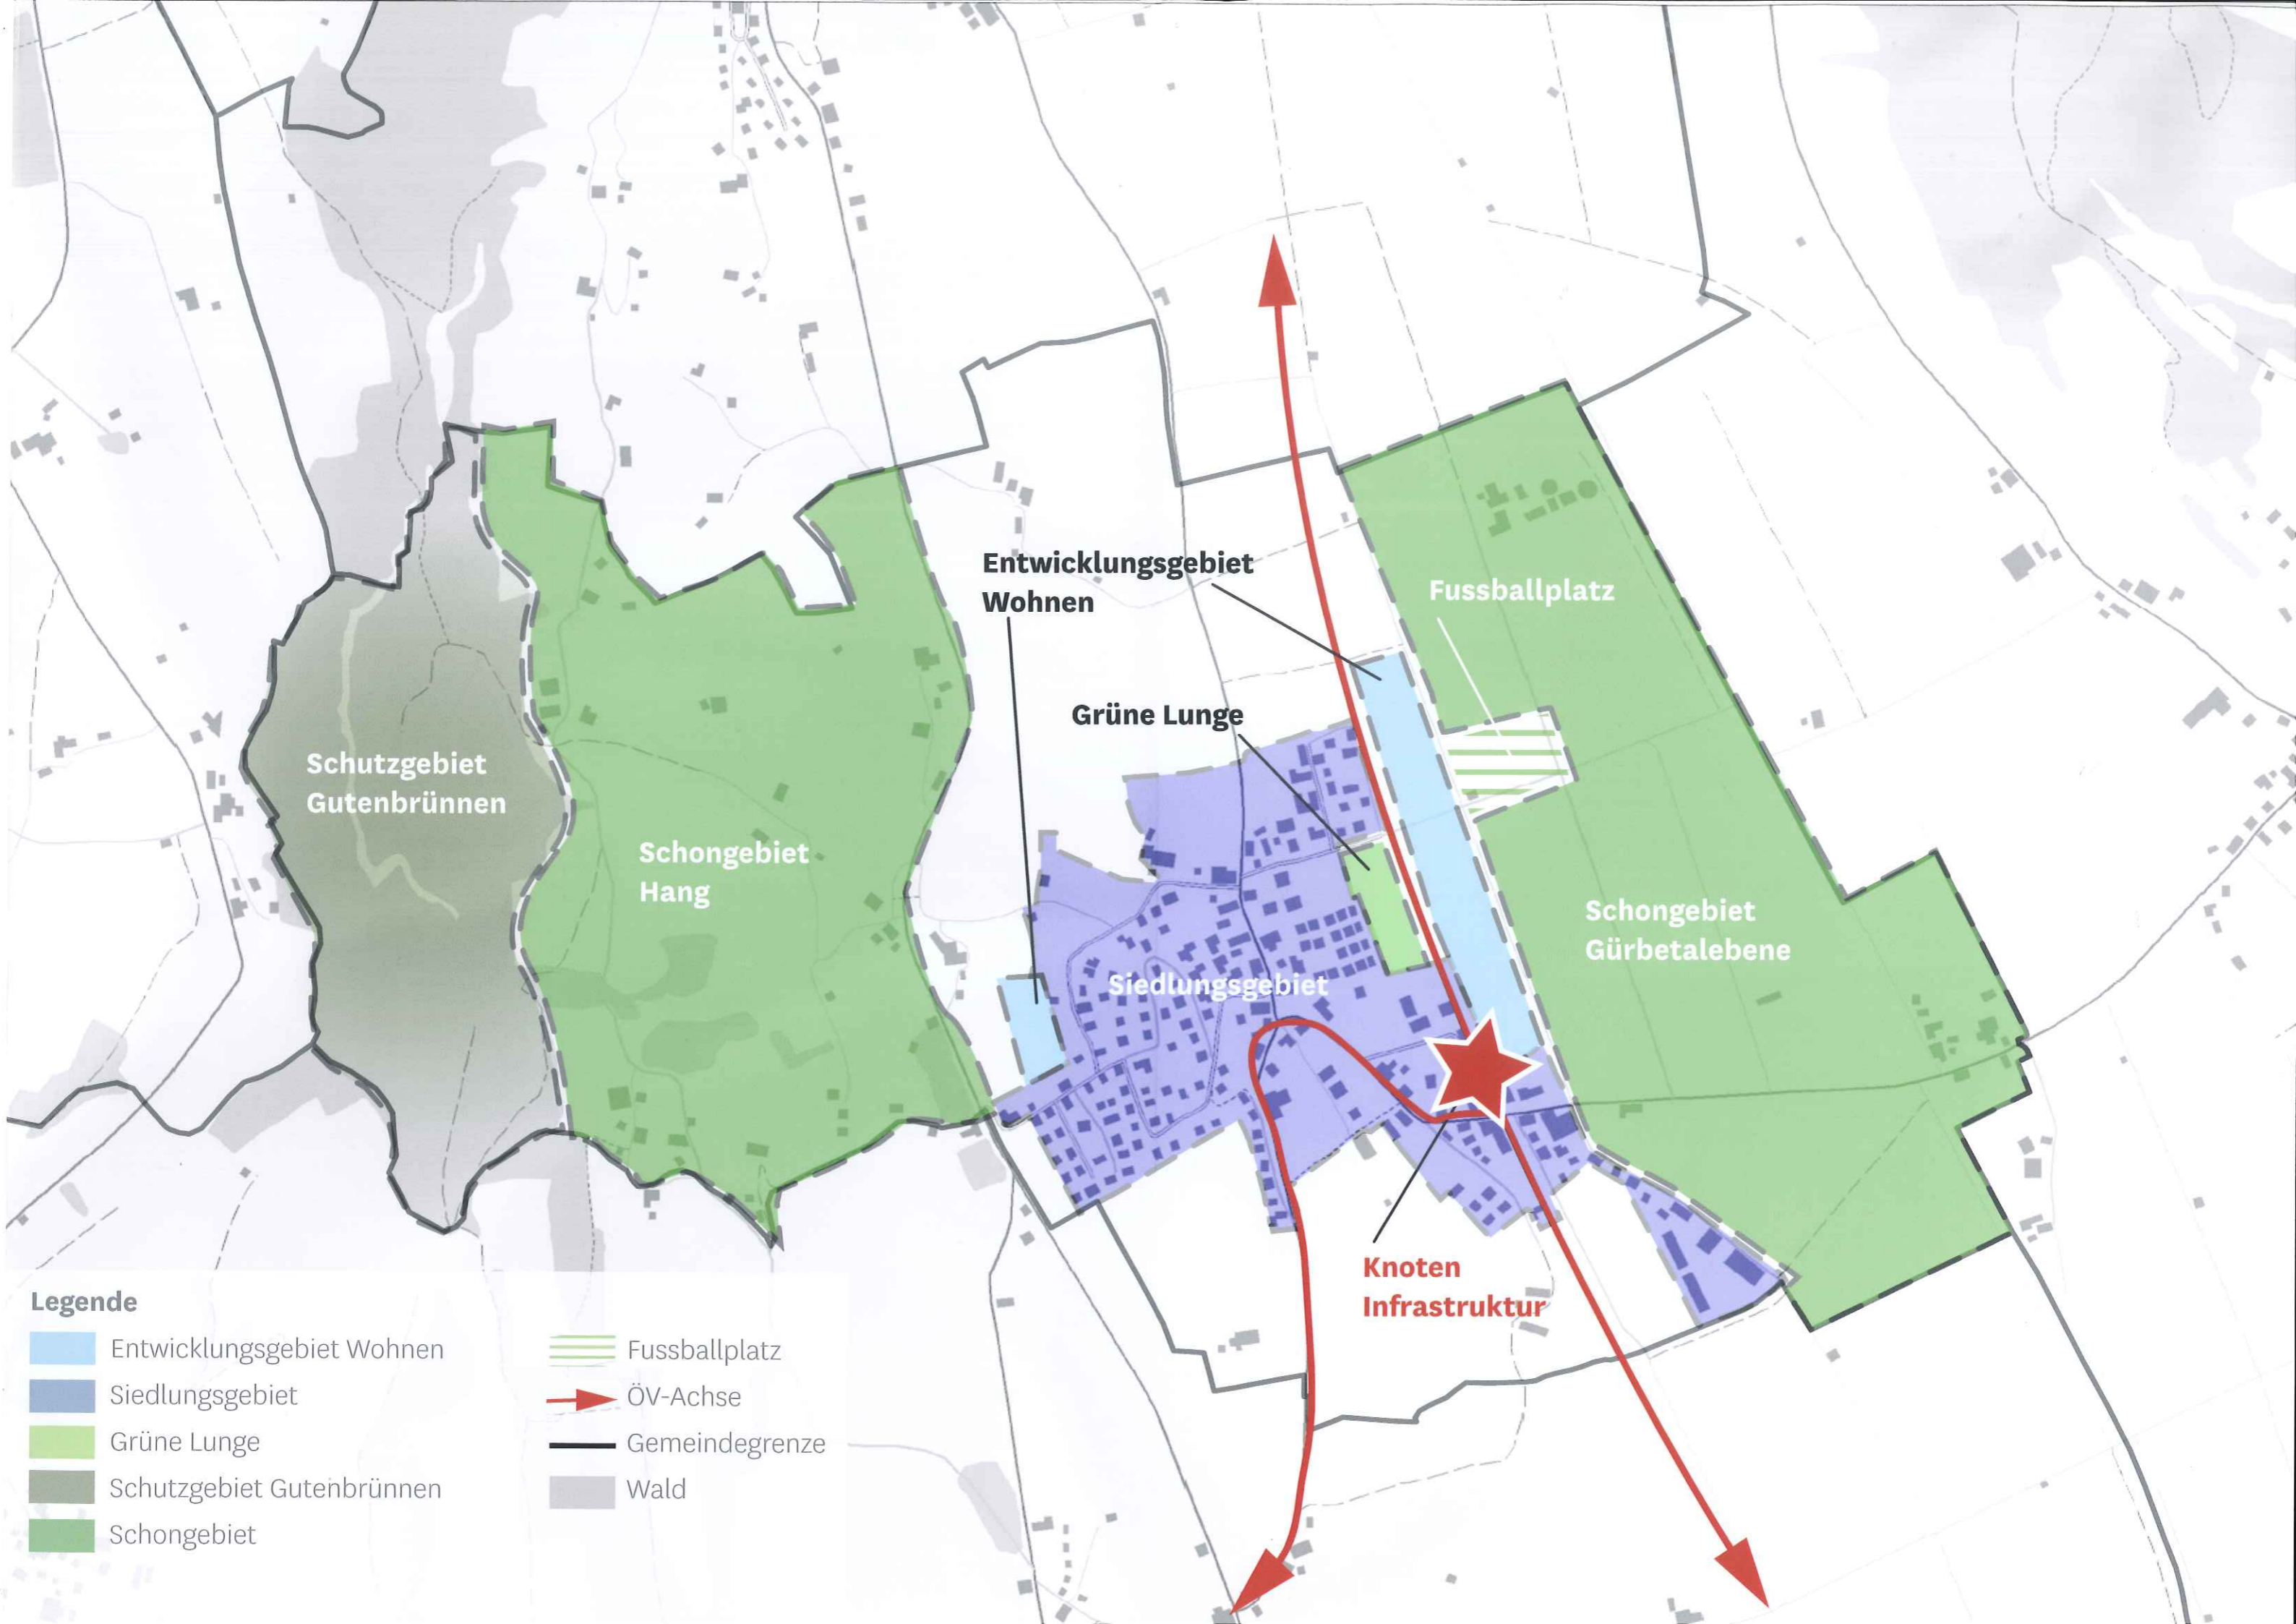 Entwicklungsgebiet
Wohnen
Fussballplatz
Grüne Lunge
Schutzgebiet
Gutenbrünnen
Schongebiet
Hang
Schongebiet
Gürbetalebene
Siedlungsgebiet
Knoten
Infrastruktur
Legende
Entwicklungsgebiet Wohnen
Siedlungsgebiet
Grüne Lunge
Schutzgebiet Gutenbrünnen
Schongebiet
Fussballplatz
ÖV-Achse
Gemeindegrenze
Wald